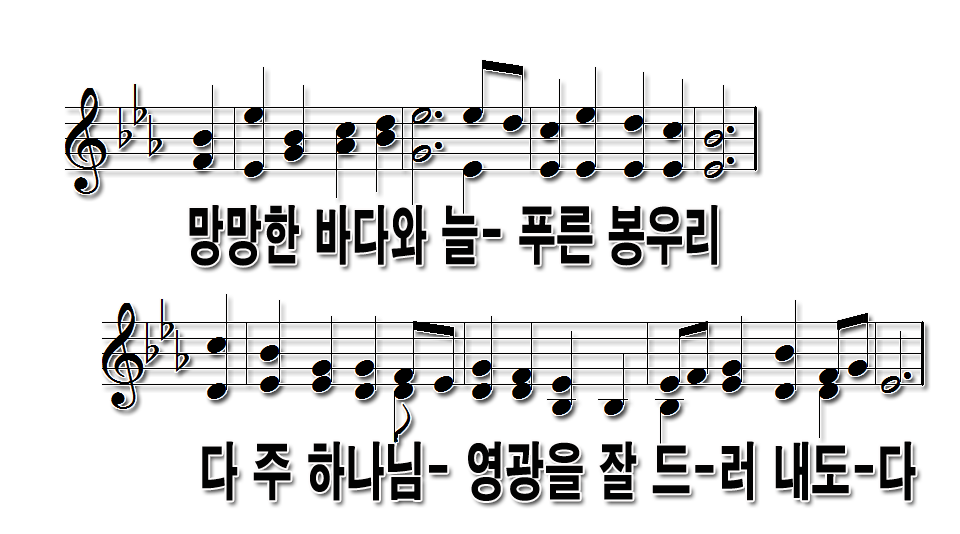 망망한 바다와 늘- 푸른 봉우리
다 주 하나님- 영광을 잘 드-러 내도-다